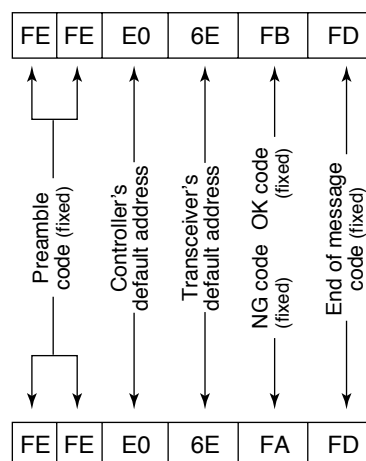 FE FE E0 6E FB FD
Preamble
code (fixed)
Controller's
default address
Transceiver's
default address
OK code
(fixed)
NG code
(fixed)
End of message
code (fixed)
FE FE E0 6E FA FD